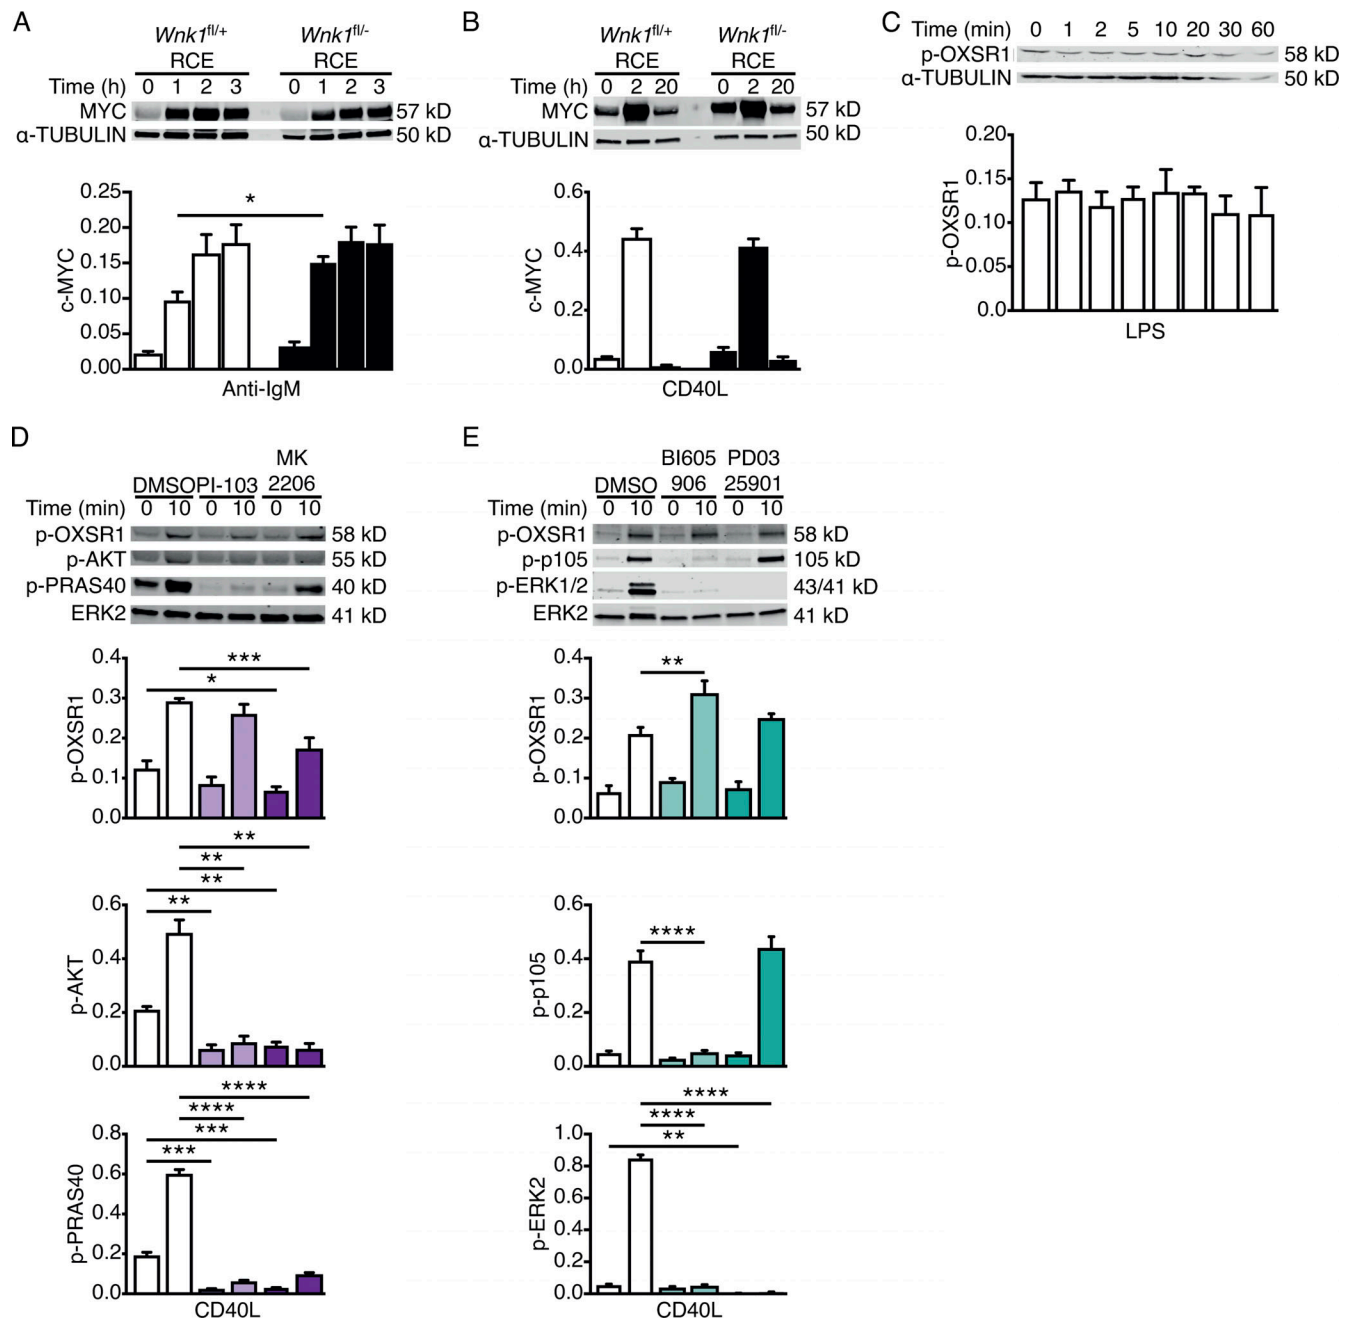 A
Wnk1fl/+ Wnk1fl/-
RCE RCE
Time (h) 0 1 2 3 0 1 2 3
MYC 57 kD
α-TUBULIN 50 kD
*
0.25
0.20
0.15
0.10
0.05
0.00
c-MYC
Anti-IgM
B
Wnk1fl/+ Wnk1fl/-
RCE RCE
Time (h) 0 2 20 0 2 20
MYC 57 kD
α-TUBULIN 50 kD
0.6
0.4
0.2
0.0
c-MYC
CD40L
C
Time (min) 0 1 2 5 10 20 30 60
p-OXSR1 58 kD
α-TUBULIN 50 kD
0.20
0.15
0.10
0.05
0.0
p-OXSR1
LPS
D
MK
DMSO PI-103 2206
Time (min) 0 10 0 10 0 10
p-OXSR1 58 kD
p-AKT 55 kD
p-PRAS40 40 kD
ERK2 41 kD
***
*
0.4
0.3
0.2
0.1
0.0
p-OXSR1
**
**
**
**
0.6
0.4
0.2
0.0
p-AKT
****
****
***
***
0.8
0.6
0.4
0.2
0.0
p-PRAS40
CD40L
E
BI605 PD03
DMSO 906 25901
Time (min) 0 10 0 10 0 10
p-OXSR1 58 kD
p-p105 105 kD
p-ERK1/2 43/41 kD
ERK2 41 kD
**
0.4
0.3
0.2
0.1
0.0
p-OXSR1
****
0.6
0.4
0.2
0.0
p-p105
****
****
**
1.0
0.8
0.6
0.4
0.2
0.0
p-ERK2
CD40L